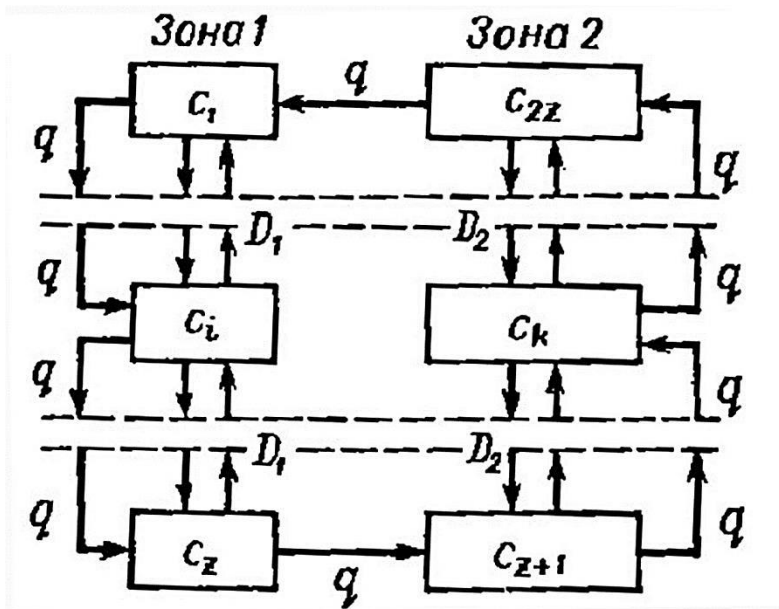 Зона 1 Зона 2
q
C₁ C₂z
q q
D₁ D₂
q q
Cᵢ Cₖ
q q
D₁ D₂
q q
Cz Cz+1
q